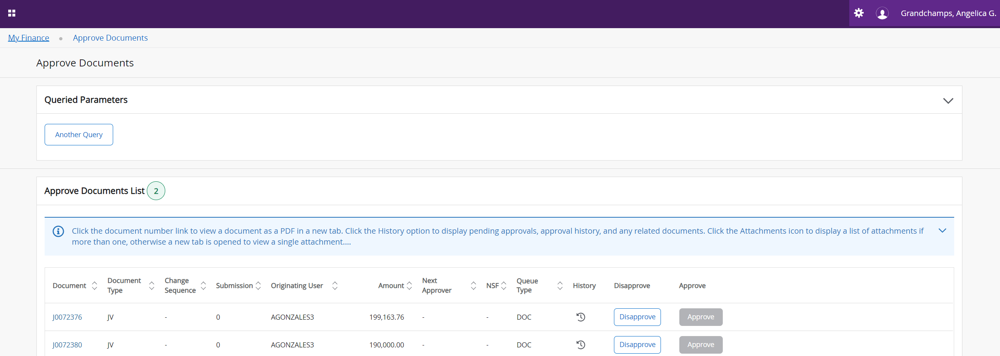 Grandchamps, Angelica G.
My Finance • Approve Documents
Approve Documents
Queried Parameters
Another Query
Approve Documents List 2
Click the document number link to view a document as a PDF in a new tab. Click the History option to display pending approvals, approval history, and any related documents. Click the Attachments icon to display a list of attachments if
more than one, otherwise a new tab is opened to view a single attachment....
Document Document Type Change Sequence Submission Originating User Amount Next Approver NSF Queue Type History Disapprove Approve
J0072376 JV - 0 AGONZALES3 199,163.76 - - DOC Disapprove Approve
J0072380 JV - 0 AGONZALES3 190,000.00 - - DOC Disapprove Approve